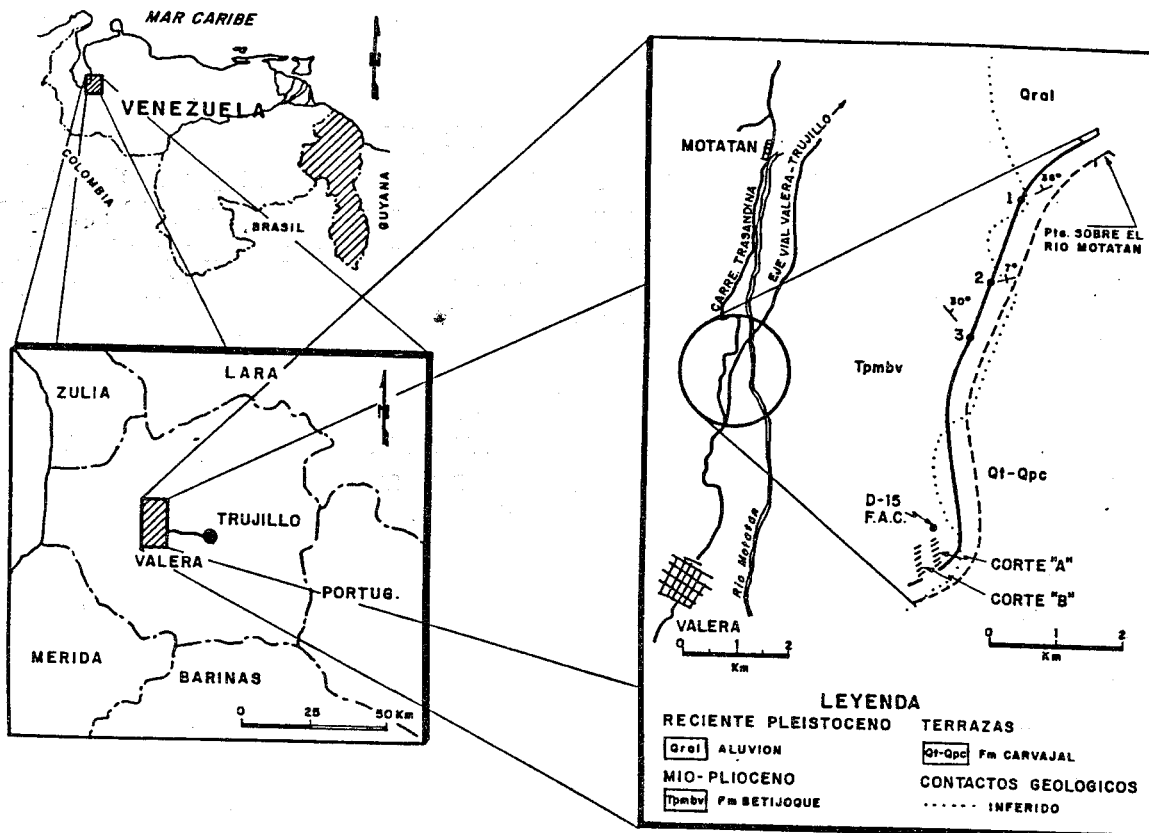 MAR CARIBE
N
VENEZUELA
COLOMBIA
BRASIL
GUYANA
ZULIA
LARA
N
TRUJILLO
VALERA
PORTUG.
MERIDA
BARINAS
0 25 50 Km
MOTATAN
CARRE. TRASANDINA
EJE VIAL VALERA-TRUJILLO
Rio Motatán
VALERA
0 1 2
Km
Qral
1
38°
Pte. SOBRE EL
RIO MOTATAN
2
7°
30°
3
Tpmbv
Qt-Qpc
D-15
F.A.C.
CORTE "A"
CORTE "B"
0 1 2
Km
LEYENDA
RECIENTE PLEISTOCENO
Qral ALUVION
MIO-PLIOCENO
Tpmbv Fm BETIJOQUE
TERRAZAS
Qt-Qpc Fm CARVAJAL
CONTACTOS GEOLOGICOS
...... INFERIDO